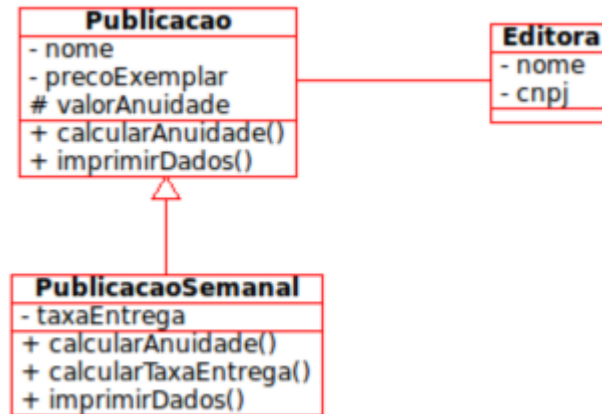 Publicacao
- nome
- precoExemplar
# valorAnuidade
+ calcularAnuidade()
+ imprimirDados()
Editora
- nome
- cnpj
PublicacaoSemanal
- taxaEntrega
+ calcularAnuidade()
+ calcularTaxaEntrega()
+ imprimirDados()